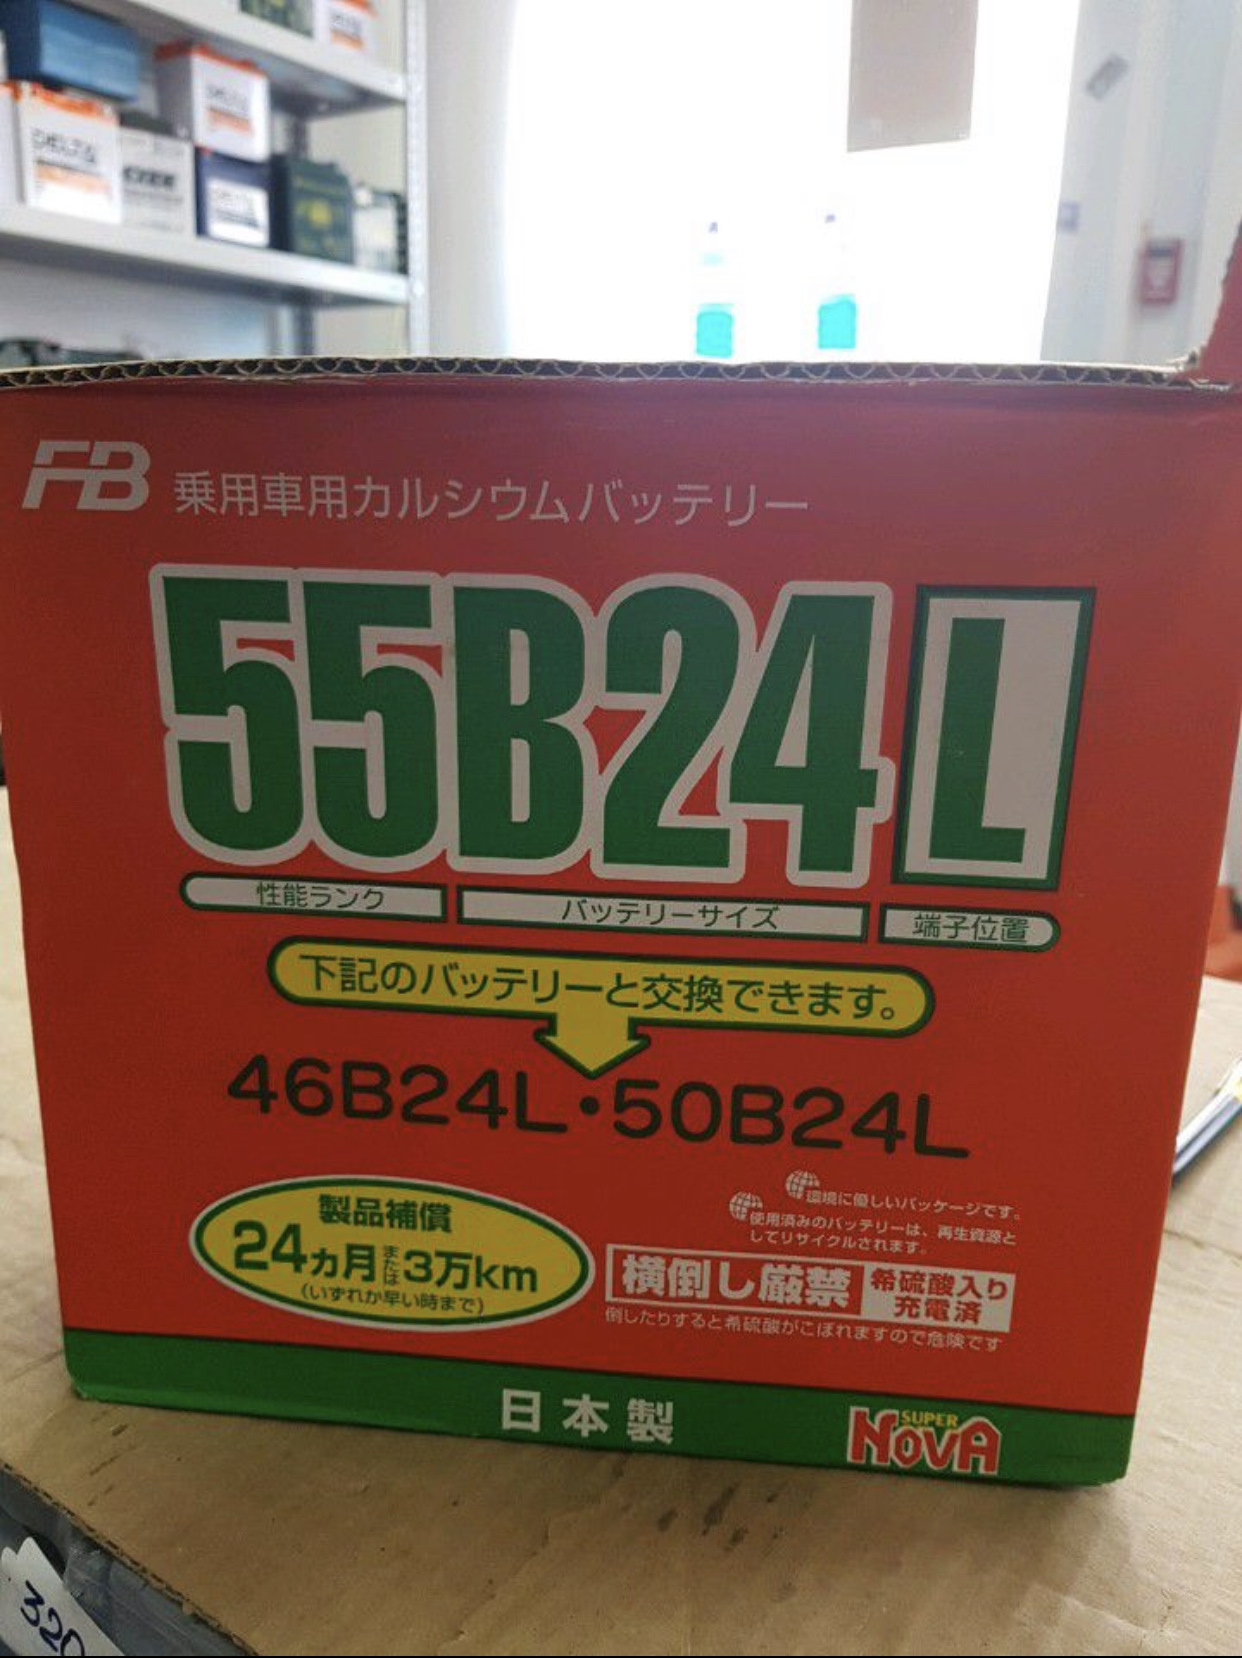 DELTA
DELTA
FB 乗用車用カルシウムバッテリー
55B24L
性能ランク バッテリーサイズ 端子位置
下記のバッテリーと交換できます。
46B24L・50B24L
製品補償
24ヵ月または3万km
(いずれか早い時まで)
環境に優しいパッケージです。
使用済みのバッテリーは、再生資源と
してリサイクルされます。
横倒し厳禁 希硫酸入り
充電済
倒したりすると希硫酸がこぼれますので危険です
日本製
SUPER
NOVA
320